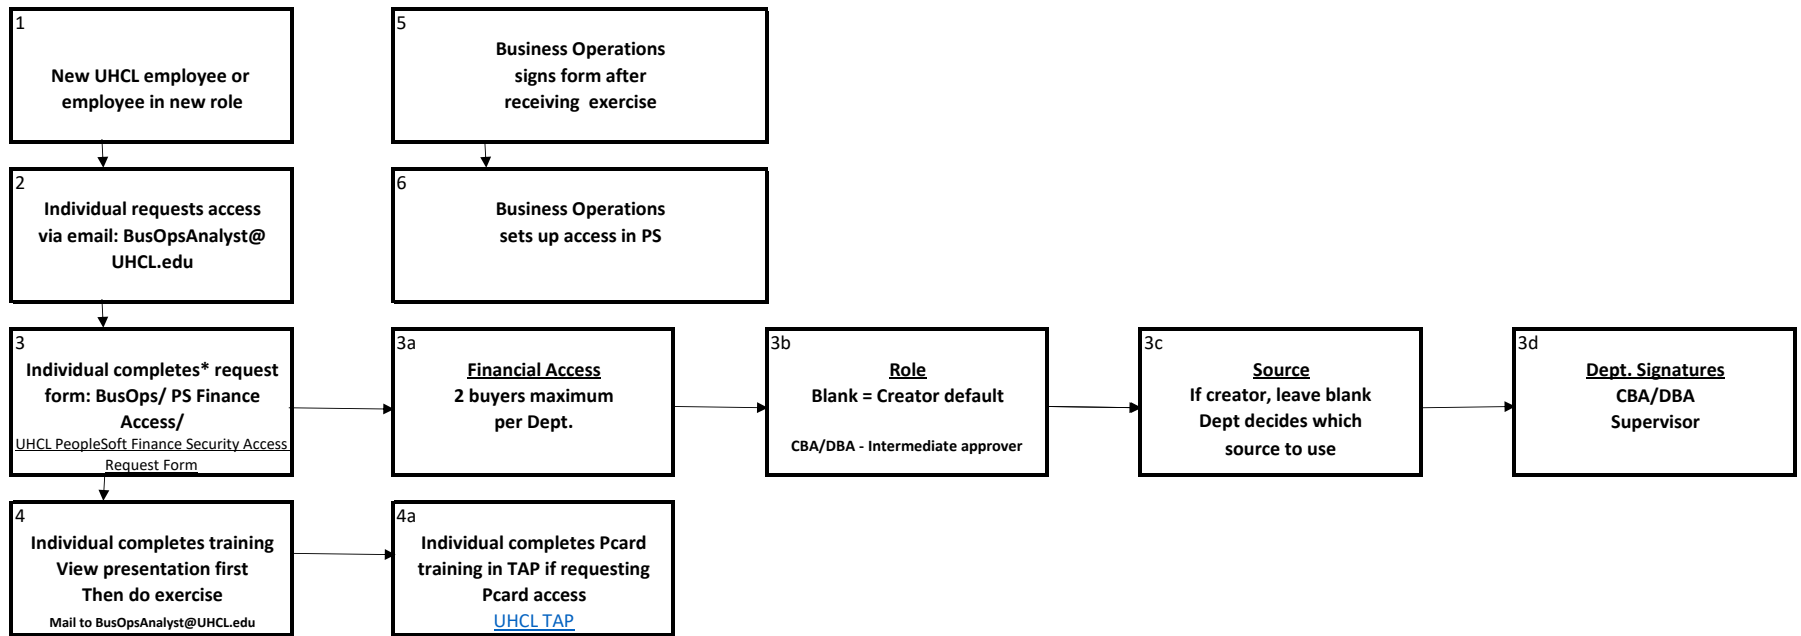 1
New UHCL employee or
employee in new role
2
Individual requests access
via email: BusOpsAnalyst@
UHCL.edu
3
Individual completes* request
form: BusOps/ PS Finance
Access/
UHCL PeopleSoft Finance Security Access
Request Form
3a
Financial Access
2 buyers maximum
per Dept.
3b
Role
Blank = Creator default
CBA/DBA - Intermediate approver
3c
Source
If creator, leave blank
Dept decides which
source to use
3d
Dept. Signatures
CBA/DBA
Supervisor
4
Individual completes training
View presentation first
Then do exercise
Mail to BusOpsAnalyst@UHCL.edu
4a
Individual completes Pcard
training in TAP if requesting
Pcard access
UHCL TAP
5
Business Operations
signs form after
receiving  exercise
6
Business Operations
sets up access in PS